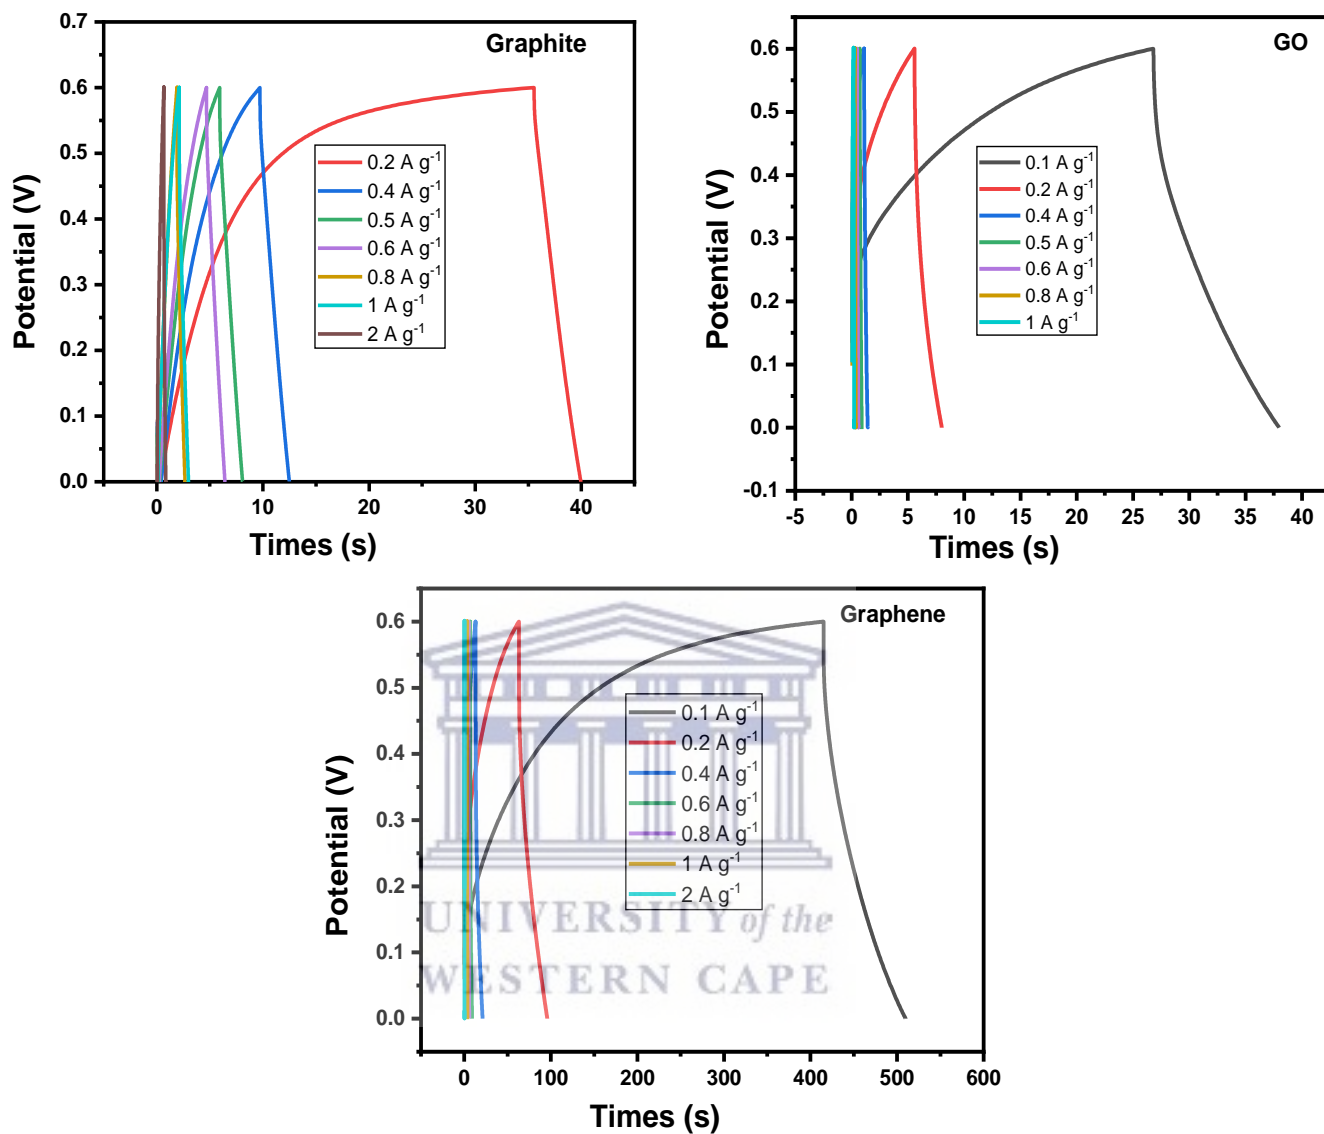 Graphite
0.7
0.6
0.5
0.4
0.3
0.2
0.1
0.0
Potential (V)
0.2 A g-1
0.4 A g-1
0.5 A g-1
0.6 A g-1
0.8 A g-1
1 A g-1
2 A g-1
0
10
20
30
40
Times (s)
GO
0.6
0.5
0.4
0.3
0.2
0.1
0.0
-0.1
Potential (V)
0.1 A g-1
0.2 A g-1
0.4 A g-1
0.5 A g-1
0.6 A g-1
0.8 A g-1
1 A g-1
-5
0
5
10
15
20
25
30
35
40
Times (s)
Graphene
0.6
0.5
0.4
0.3
0.2
0.1
0.0
Potential (V)
0.1 A g-1
0.2 A g-1
0.4 A g-1
0.6 A g-1
0.8 A g-1
1 A g-1
2 A g-1
UNIVERSITY of the
WESTERN CAPE
0
100
200
300
400
500
600
Times (s)